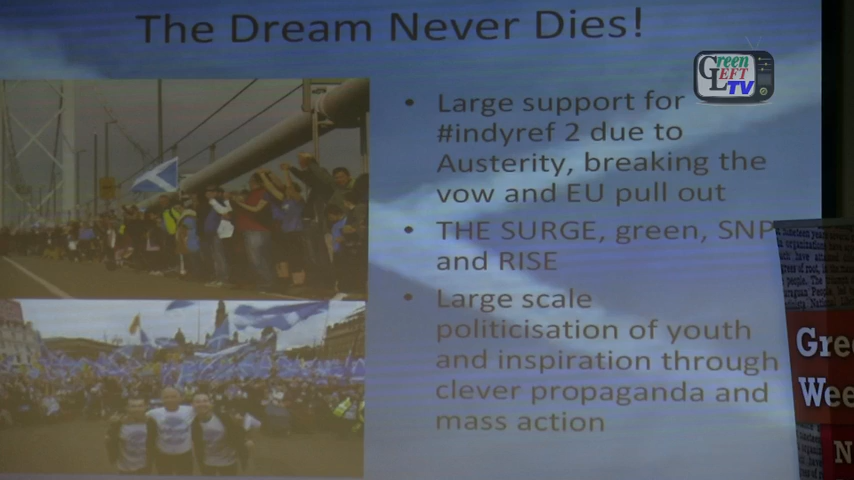 The Dream Never Dies!
Green
LEFT
TV
• Large support for
#indyref 2 due to
Austerity, breaking the
vow and EU pull out
• THE SURGE, green, SNP
and RISE
• Large scale
politicisation of youth
and inspiration through
clever propaganda and
mass action
Gree
Wee
N